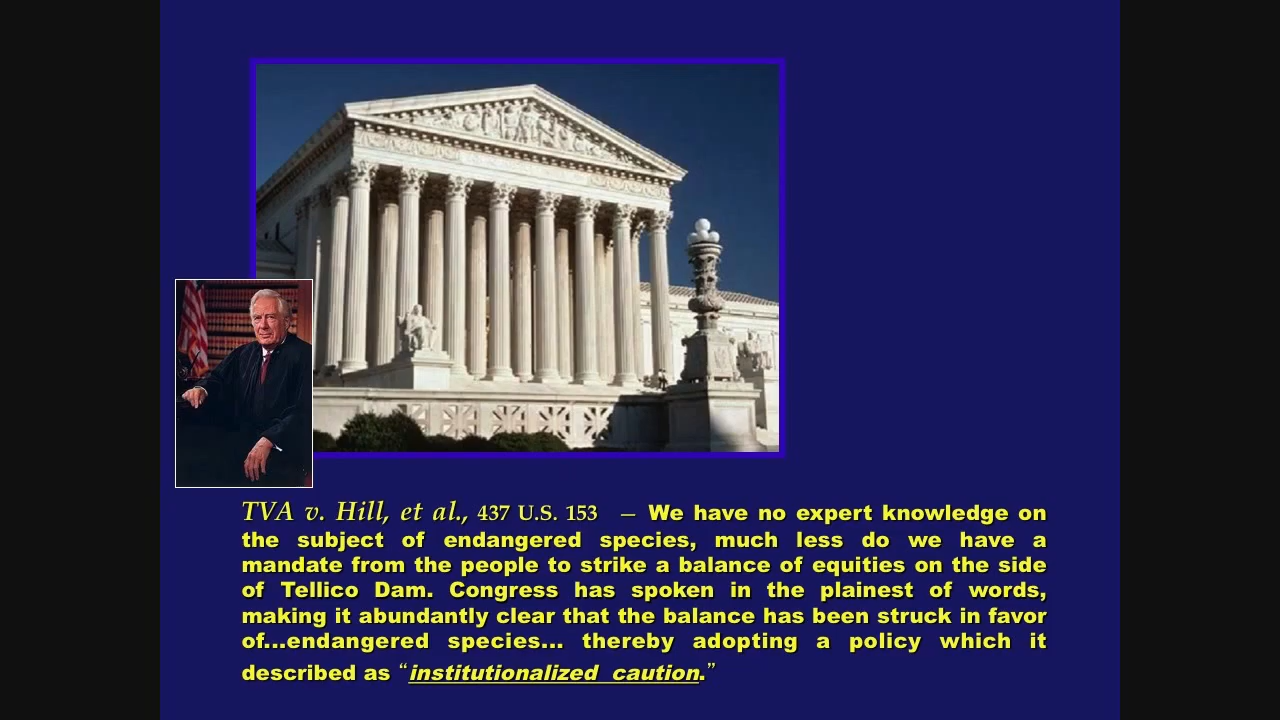 TVA v. Hill, et al., 437 U.S. 153 – We have no expert knowledge on
the subject of endangered species, much less do we have a
mandate from the people to strike a balance of equities on the side
of Tellico Dam. Congress has spoken in the plainest of words,
making it abundantly clear that the balance has been struck in favor
of...endangered species... thereby adopting a policy which it
described as “institutionalized caution.”